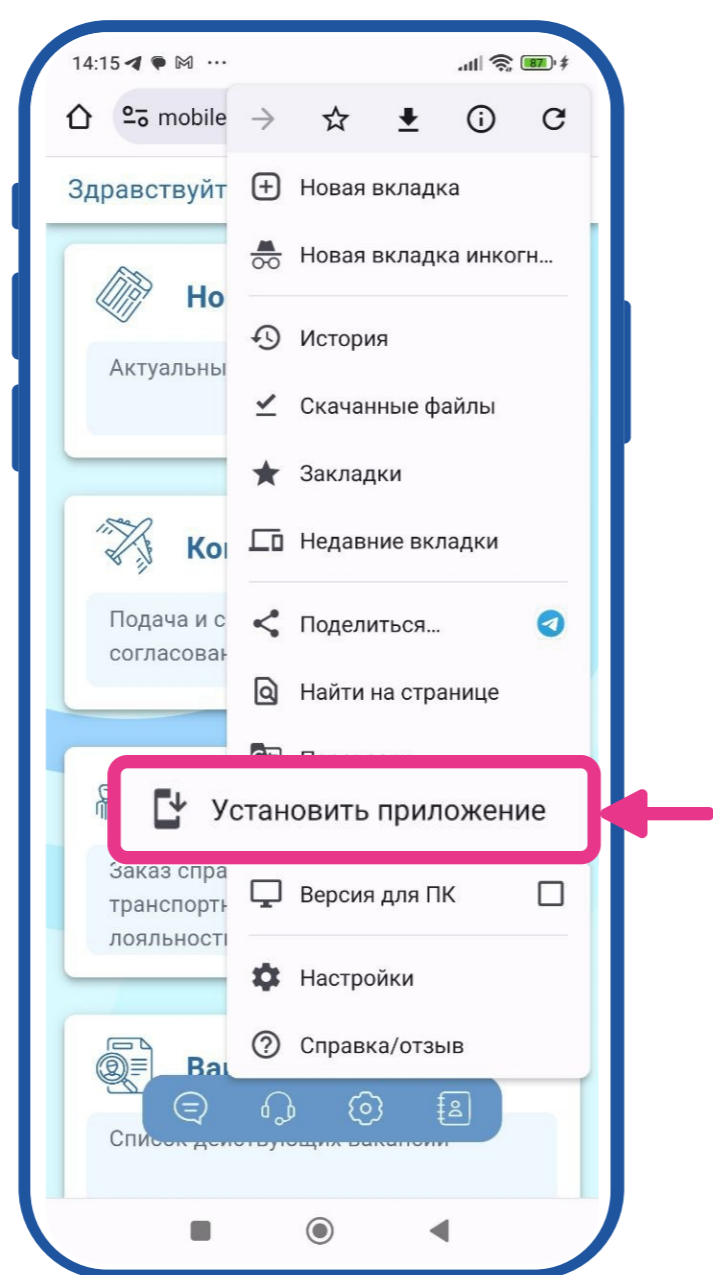 14:15
87
mobile
Здравствуйт
Новая вкладка
Новая вкладка инкогн...
Но
История
Актуальны
Скачанные файлы
Закладки
Ко
Недавние вкладки
Подача и с
Поделиться...
согласован
Найти на странице
Установить приложение
Заказ спра
Версия для ПК
транспортн
лояльности
Настройки
Справка/отзыв
Ва
Список действующих вакансий